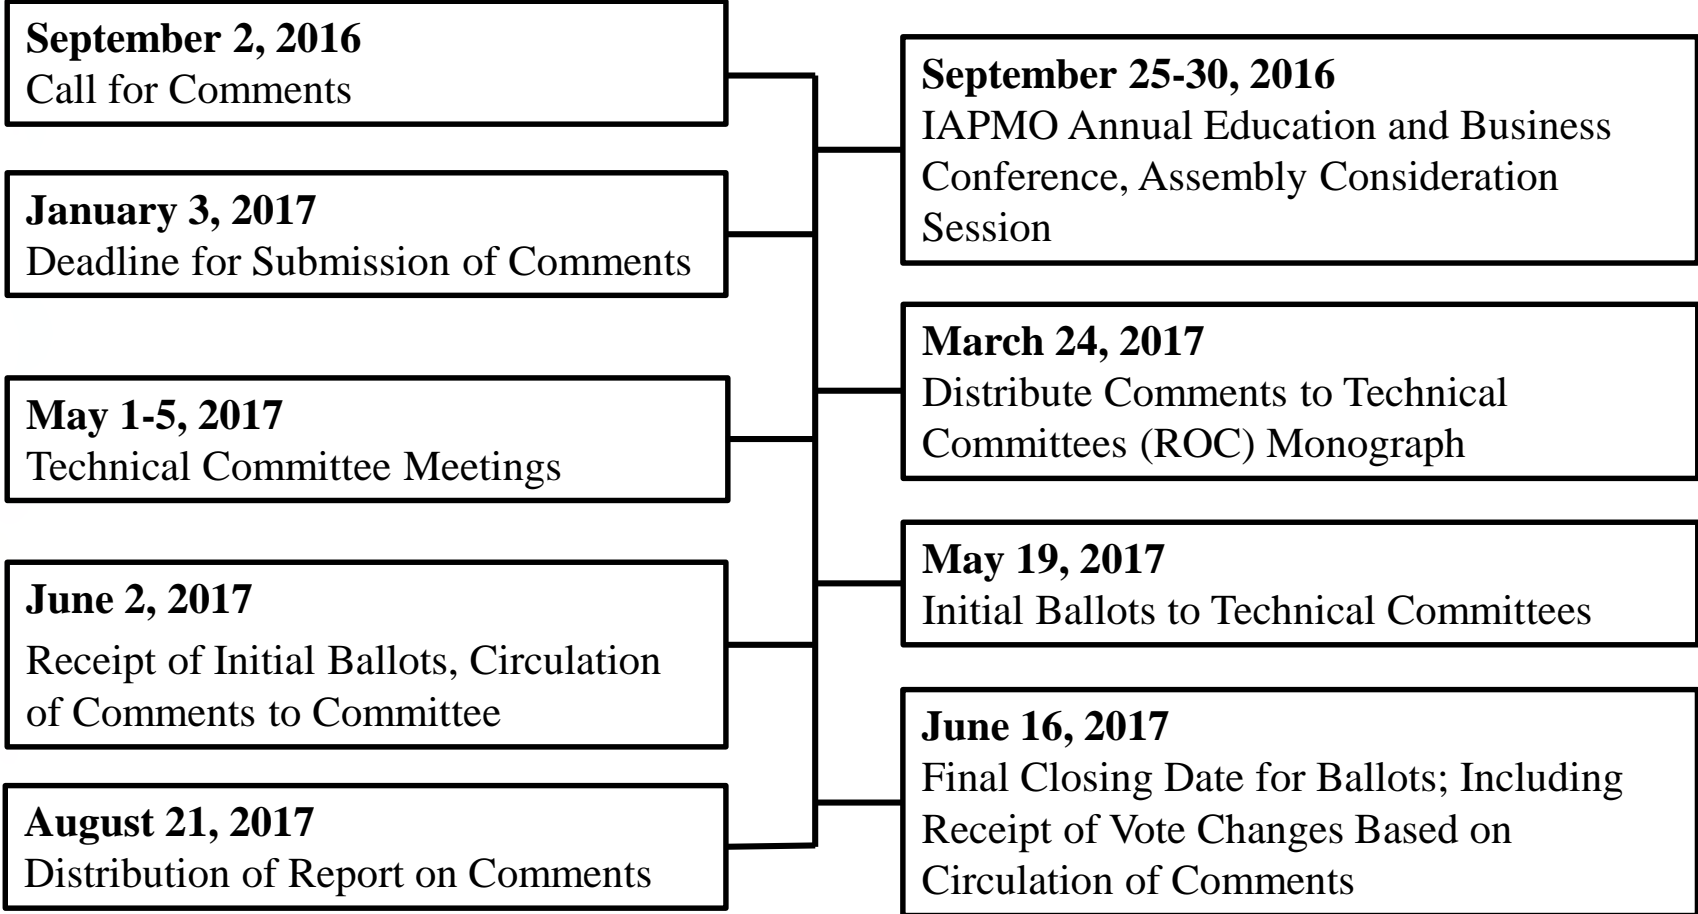 September 2, 2016
Call for Comments
September 25-30, 2016
IAPMO Annual Education and Business
Conference, Assembly Consideration
Session
January 3, 2017
Deadline for Submission of Comments
March 24, 2017
Distribute Comments to Technical
Committees (ROC) Monograph
May 1-5, 2017
Technical Committee Meetings
May 19, 2017
Initial Ballots to Technical Committees
June 2, 2017
Receipt of Initial Ballots, Circulation
of Comments to Committee
June 16, 2017
Final Closing Date for Ballots; Including
Receipt of Vote Changes Based on
Circulation of Comments
August 21, 2017
Distribution of Report on Comments